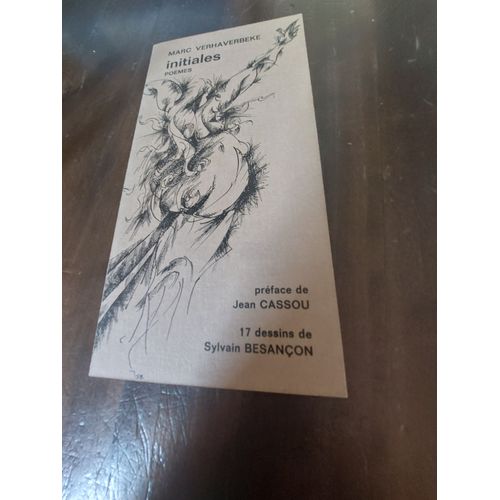 MARC VERHAVERBEKE
initiales
POEMES
préface de
Jean CASSOU
17 dessins de
Sylvain BESANÇON